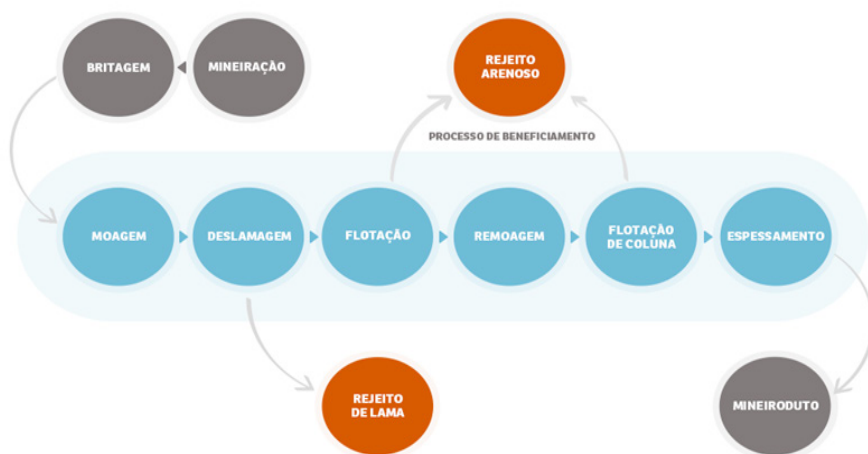 BRITAGEM
MINEIRAÇÃO
REJEITO
ARENOSO
PROCESSO DE BENEFICIAMENTO
MOAGEM
DESLAMAGEM
FLOTAÇÃO
REMOAGEM
FLOTAÇÃO
DE COLUNA
ESPESSAMENTO
REJEITO
DE LAMA
MINEIRODUTO